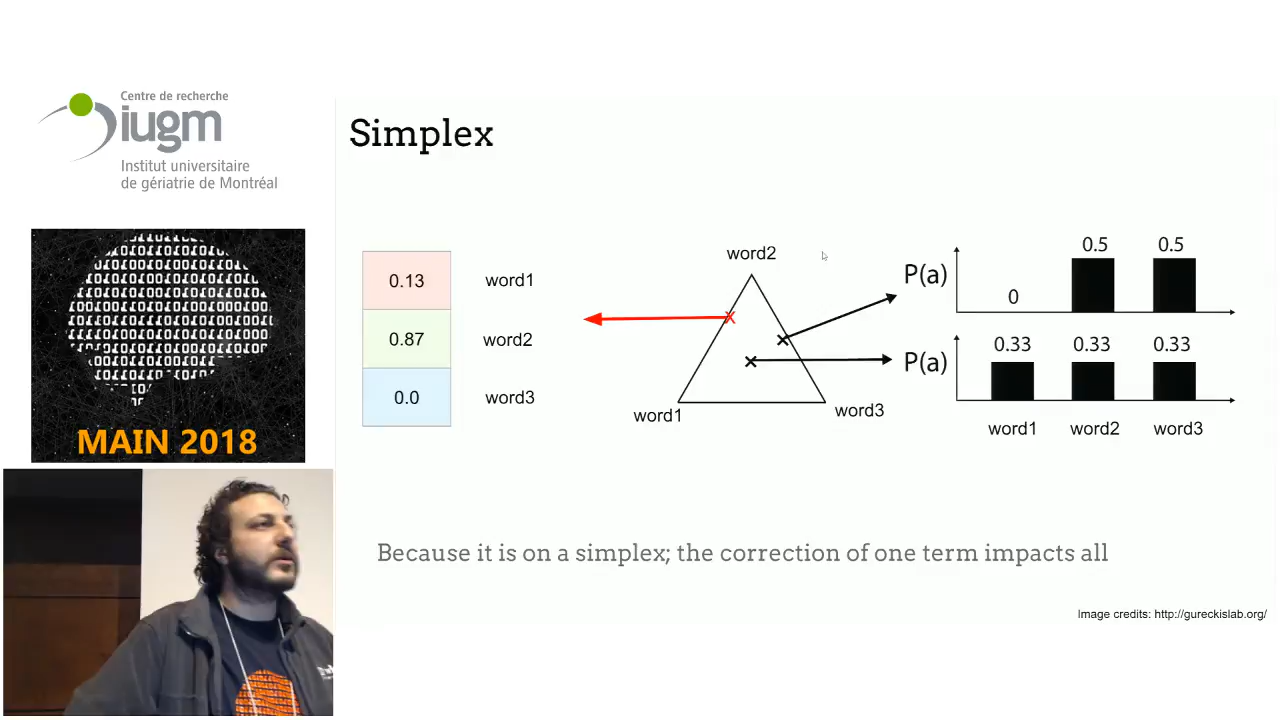 Centre de recherche
iugm
Institut universitaire
de gériatrie de Montréal
MAIN 2018
Simplex
0.13 word1
0.87 word2
0.0 word3
word2
word1
word3
P(a)
0
0.5
0.5
P(a)
0.33
0.33
0.33
word1 word2 word3
Because it is on a simplex; the correction of one term impacts all
Image credits: http://gureckislab.org/